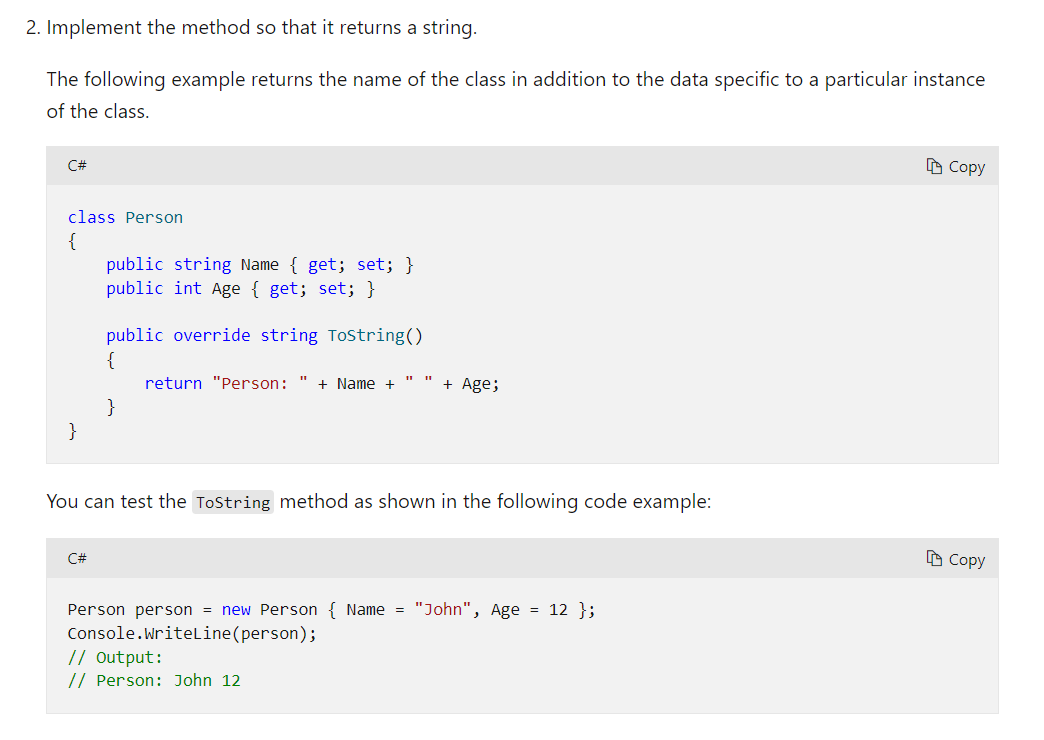 2. Implement the method so that it returns a string.
The following example returns the name of the class in addition to the data specific to a particular instance
of the class.
C#
Copy
class Person
{
    public string Name { get; set; }
    public int Age { get; set; }

    public override string ToString()
    {
        return "Person: " + Name + " " + Age;
    }
}
You can test the ToString method as shown in the following code example:
C#
Copy
Person person = new Person { Name = "John", Age = 12 };
Console.WriteLine(person);
// Output:
// Person: John 12